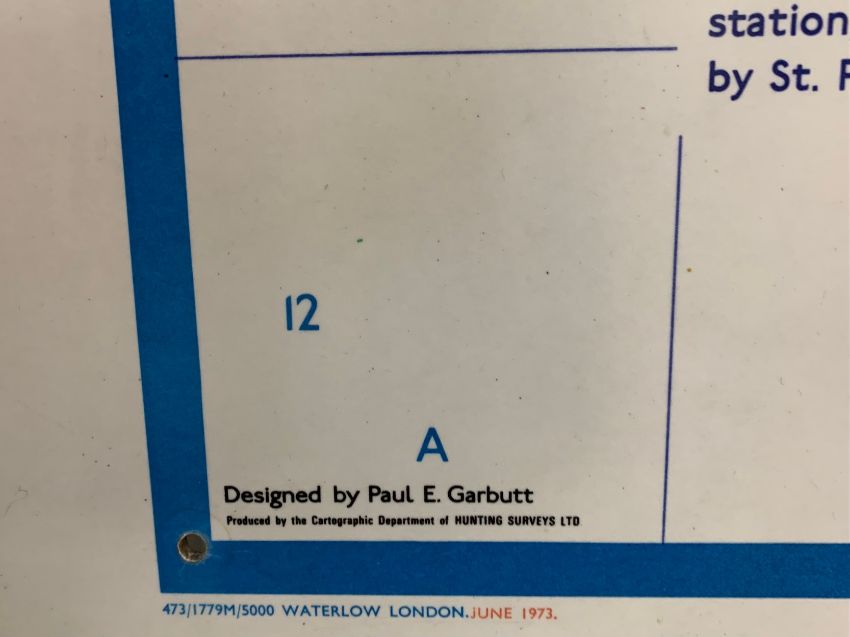 station
by St.
12
A
Designed by Paul E. Garbutt
Produced by the Cartographic Department of HUNTING SURVEYS LTD
473/1779M/5000 WATERLOW LONDON. JUNE 1973.